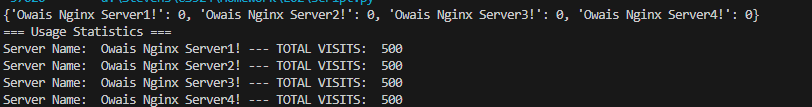 {'Owais Nginx Server1!': 0, 'Owais Nginx Server2!': 0, 'Owais Nginx Server3!': 0, 'Owais Nginx Server4!': 0}
=== Usage Statistics ===
Server Name:  Owais Nginx Server1! --- TOTAL VISITS:  500
Server Name:  Owais Nginx Server2! --- TOTAL VISITS:  500
Server Name:  Owais Nginx Server3! --- TOTAL VISITS:  500
Server Name:  Owais Nginx Server4! --- TOTAL VISITS:  500